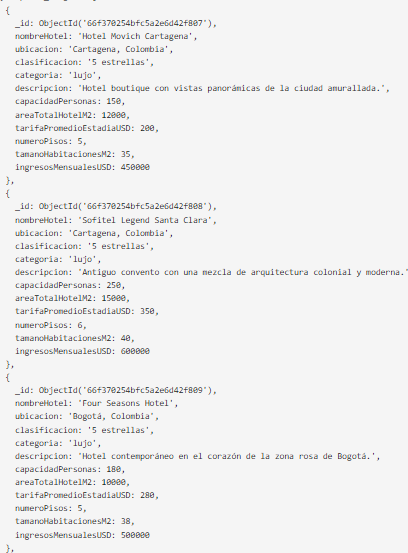 {
_id: ObjectId('66f370254bfc5a2e6d42f807'),
nombreHotel: 'Hotel Movich Cartagena',
ubicacion: 'Cartagena, Colombia',
clasificacion: '5 estrellas',
categoria: 'lujo',
descripcion: 'Hotel boutique con vistas panorámicas de la ciudad amurallada.',
capacidadPersonas: 150,
areaTotalHotelM2: 12000,
tarifaPromedioEstadiaUSD: 200,
numeroPisos: 5,
tamanoHabitacionesM2: 35,
ingresosMensualesUSD: 450000
},
{
_id: ObjectId('66f370254bfc5a2e6d42f808'),
nombreHotel: 'Sofitel Legend Santa Clara',
ubicacion: 'Cartagena, Colombia',
clasificacion: '5 estrellas',
categoria: 'lujo',
descripcion: 'Antiguo convento con una mezcla de arquitectura colonial y moderna.'
capacidadPersonas: 250,
areaTotalHotelM2: 15000,
tarifaPromedioEstadiaUSD: 350,
numeroPisos: 6,
tamanoHabitacionesM2: 40,
ingresosMensualesUSD: 600000
},
{
_id: ObjectId('66f370254bfc5a2e6d42f809'),
nombreHotel: 'Four Seasons Hotel',
ubicacion: 'Bogotá, Colombia',
clasificacion: '5 estrellas',
categoria: 'lujo',
descripcion: 'Hotel contemporáneo en el corazón de la zona rosa de Bogotá.',
capacidadPersonas: 180,
areaTotalHotelM2: 10000,
tarifaPromedioEstadiaUSD: 280,
numeroPisos: 5,
tamanoHabitacionesM2: 38,
ingresosMensualesUSD: 500000
},